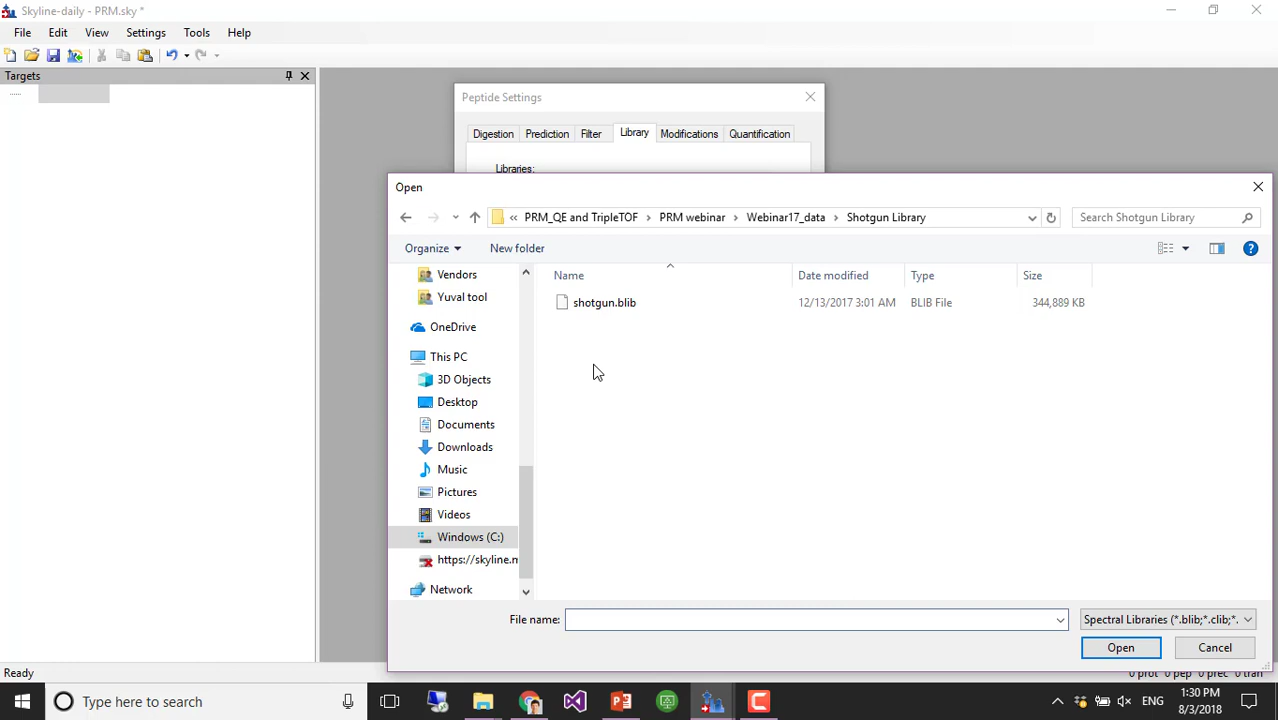 Skyline-daily - PRM.sky *
File Edit View Settings Tools Help
Targets
Peptide Settings
Digestion Prediction Filter Library Modifications Quantification
Libraries:
Open
« PRM_QE and TripleTOF › PRM webinar › Webinar17_data › Shotgun Library
Search Shotgun Library
Organize New folder
Name Date modified Type Size
shotgun.blib 12/13/2017 3:01 AM BLIB File 344,889 KB
Vendors
Yuval tool
OneDrive
This PC
3D Objects
Desktop
Documents
Downloads
Music
Pictures
Videos
Windows (C:)
https://skyline.m
Network
File name:
Spectral Libraries (*.blib;*.clib;*.
Open Cancel
Ready
0 prot 0 pep 0 prec 0 tran
Type here to search
ENG
1:30 PM
8/3/2018